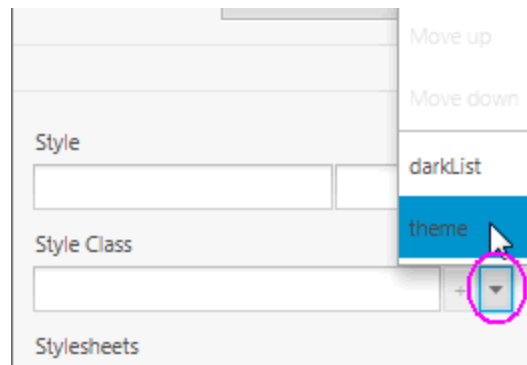 Move up
Move down
Style
darkList
theme
Style Class
+
Stylesheets